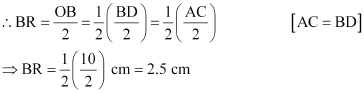 ∴ BR = OB/2 = 1/2 (BD/2) = 1/2 (AC/2) [AC = BD]
⇒ BR = 1/2 (10/2) cm = 2.5 cm